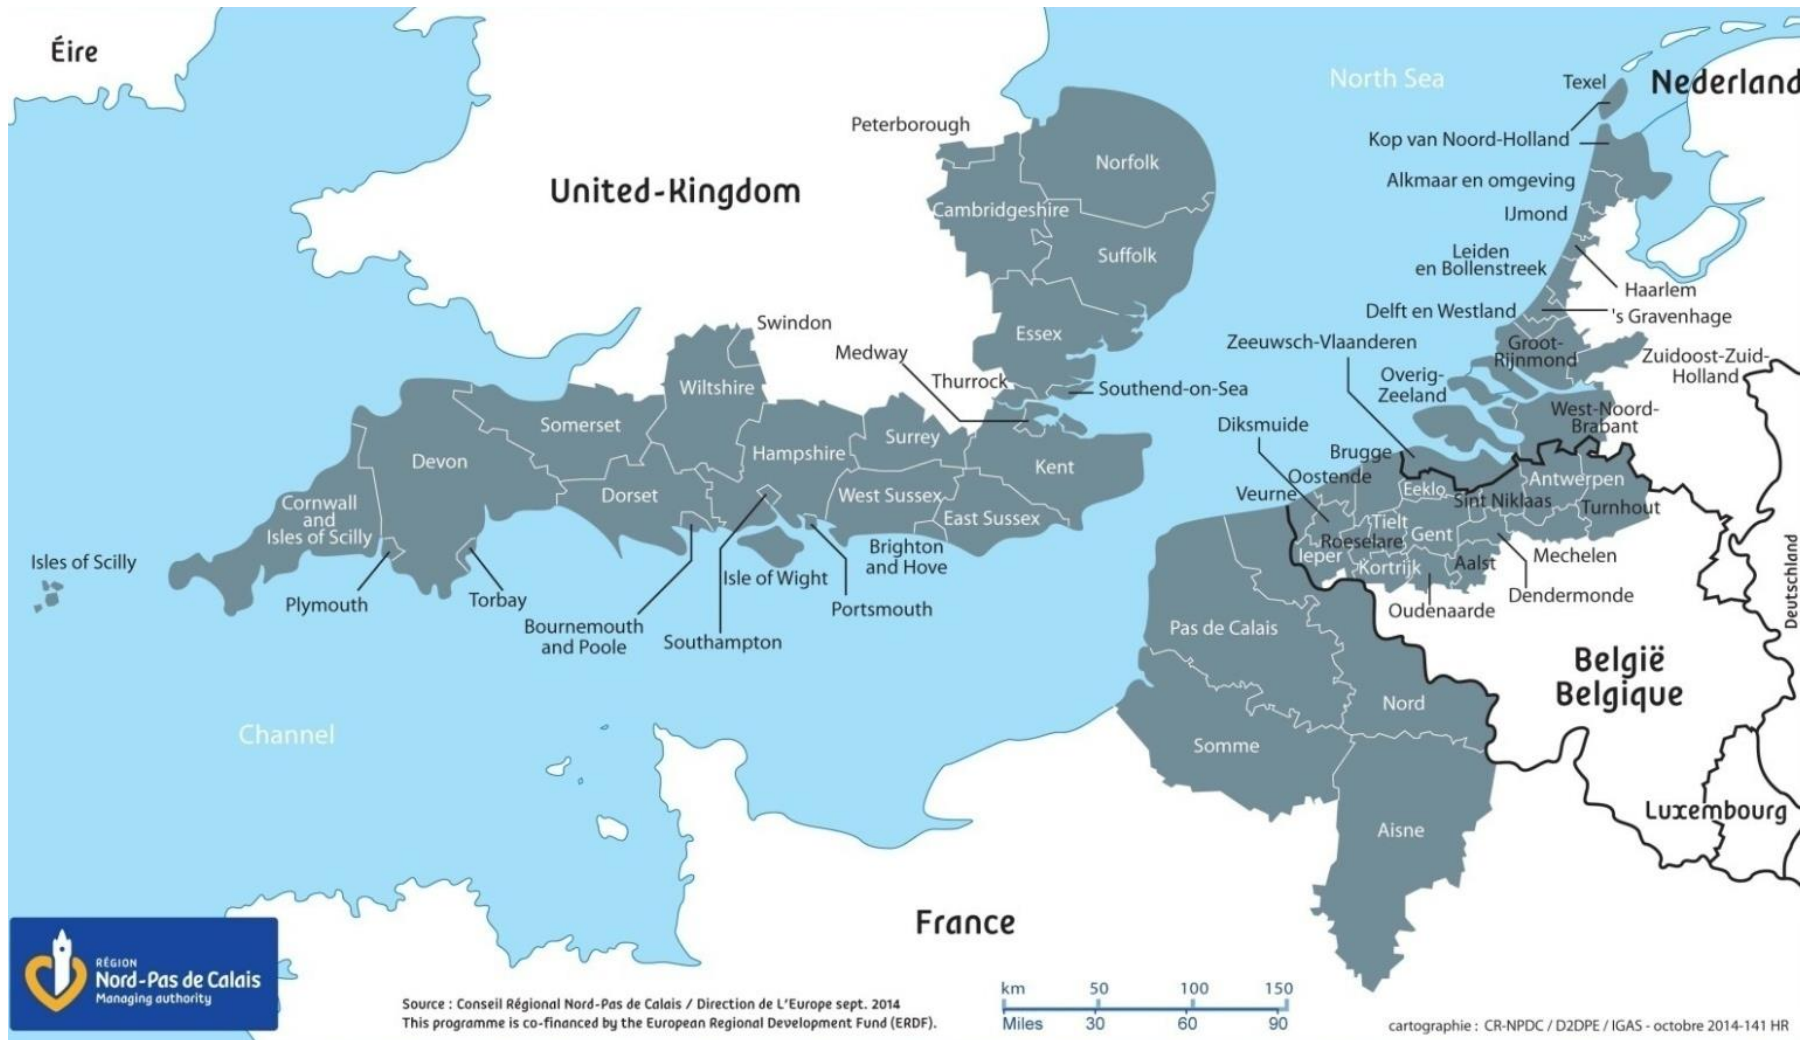 Éire
North Sea
Texel
Nederland
Peterborough
Kop van Noord-Holland
Norfolk
United-Kingdom
Alkmaar en omgeving
Cambridgeshire
IJmond
Suffolk
Leiden
en Bollenstreek
Haarlem
Delft en Westland
's Gravenhage
Swindon
Essex
Zeeuwsch-Vlaanderen
Groot-
Rijnmond
Medway
Zuidoost-Zuid-
Holland
Thurrock
Southend-on-Sea
Overig-
Zeeland
Wiltshire
West-Noord-
Brabant
Somerset
Diksmuide
Surrey
Hampshire
Brugge
Devon
Kent
Oostende
Antwerpen
Eeklo
Dorset
West Sussex
Veurne
Sint Niklaas
Turnhout
Cornwall
and
Isles of Scilly
East Sussex
Tielt
Gent
Roeselare
Ieper
Mechelen
Isles of Scilly
Brighton
and Hove
Aalst
Kortrijk
Isle of Wight
Deutschland
Plymouth
Torbay
Portsmouth
Dendermonde
Oudenaarde
Bournemouth
and Poole
Southampton
Pas de Calais
België
Belgique
Nord
Channel
Somme
Luxembourg
Aisne
France
RÉGION
Nord-Pas de Calais
Managing authority
km 50 100 150
Miles 30 60 90
Source : Conseil Régional Nord-Pas de Calais / Direction de L'Europe sept. 2014
This programme is co-financed by the European Regional Development Fund (ERDF).
cartographie : CR-NPDC / D2DPE / IGAS - octobre 2014-141 HR